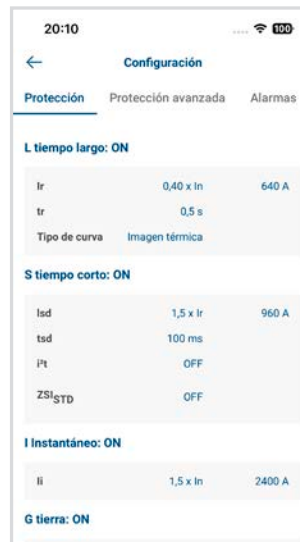 20:10
100
Configuración
Protección Protección avanzada Alarmas
L tiempo largo: ON
Ir 0,40 x In 640 A
tr 0,5 s
Tipo de curva Imagen térmica
S tiempo corto: ON
Isd 1,5 x Ir 960 A
tsd 100 ms
i²t OFF
ZSI STD OFF
I Instantáneo: ON
Ii 1,5 x In 2400 A
G tierra: ON